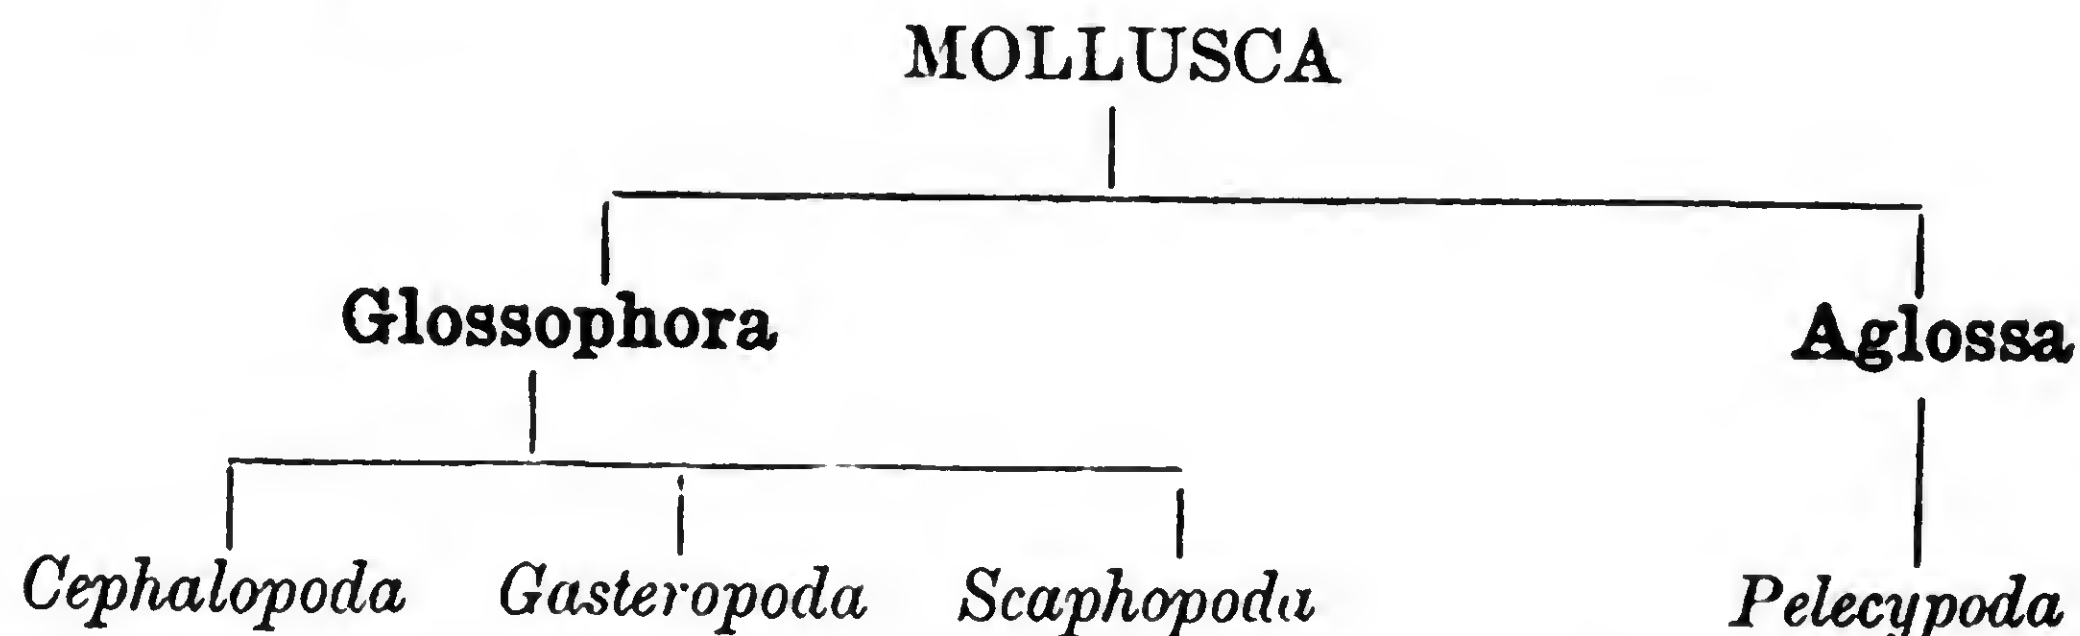 MOLLUSCA
Glossophora Aglossa
Cephalopoda Gasteropoda Scaphopoda Pelecypoda